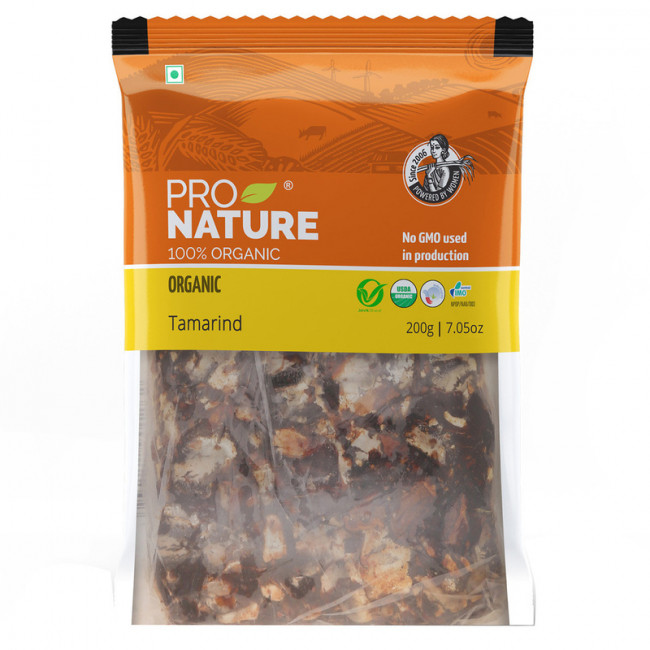 Since 2006
POWERED BY WOMEN
PRO ®
NATURE
100% ORGANIC
No GMO used
in production
ORGANIC
USDA
ORGANIC
IMO
Tamarind
200g | 7.05oz